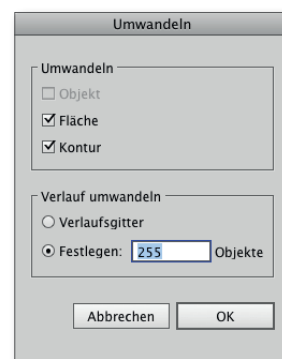 Umwandeln
Umwandeln
Objekt
Fläche
Kontur
Verlauf umwandeln
Verlaufsgitter
Festlegen: 255 Objekte
Abbrechen OK